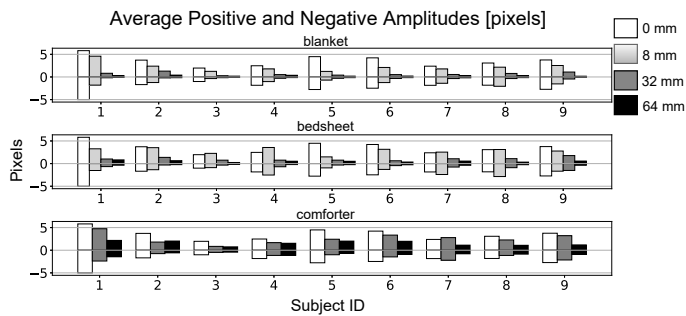 Average Positive and Negative Amplitudes [pixels]
blanket
0 mm
8 mm
32 mm
64 mm
5
0
−5
1 2 3 4 5 6 7 8 9
bedsheet
Pixels
5
0
−5
1 2 3 4 5 6 7 8 9
comforter
5
0
−5
1 2 3 4 5 6 7 8 9
Subject ID